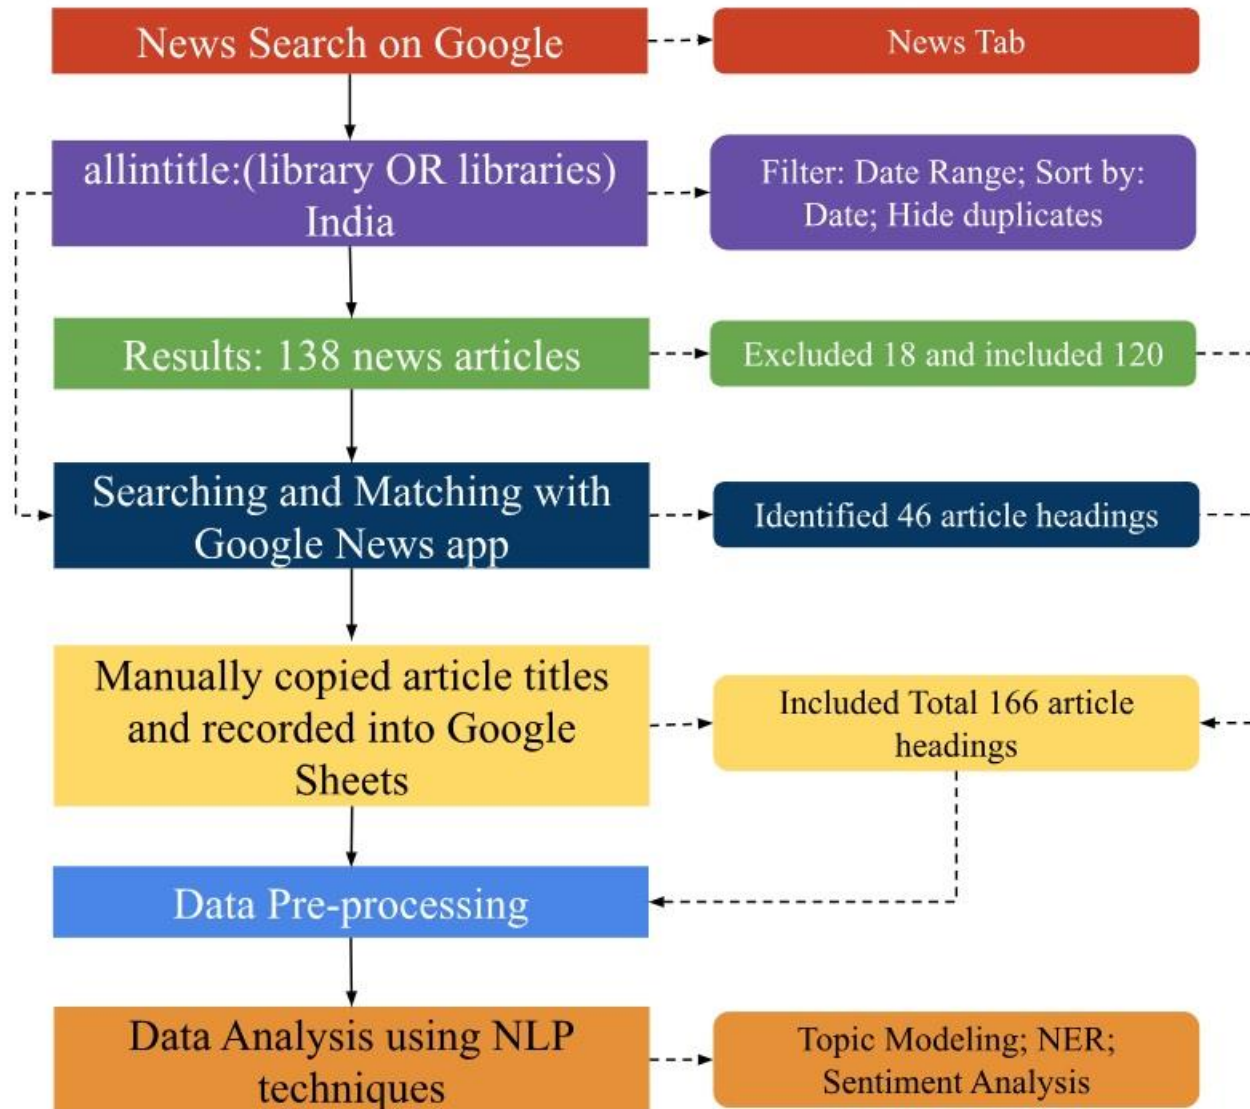 News Search on Google
News Tab
allintitle:(library OR libraries)
India
Filter: Date Range; Sort by:
Date; Hide duplicates
Results: 138 news articles
Excluded 18 and included 120
Searching and Matching with
Google News app
Identified 46 article headings
Manually copied article titles
and recorded into Google
Sheets
Included Total 166 article
headings
Data Pre-processing
Data Analysis using NLP
techniques
Topic Modeling; NER;
Sentiment Analysis